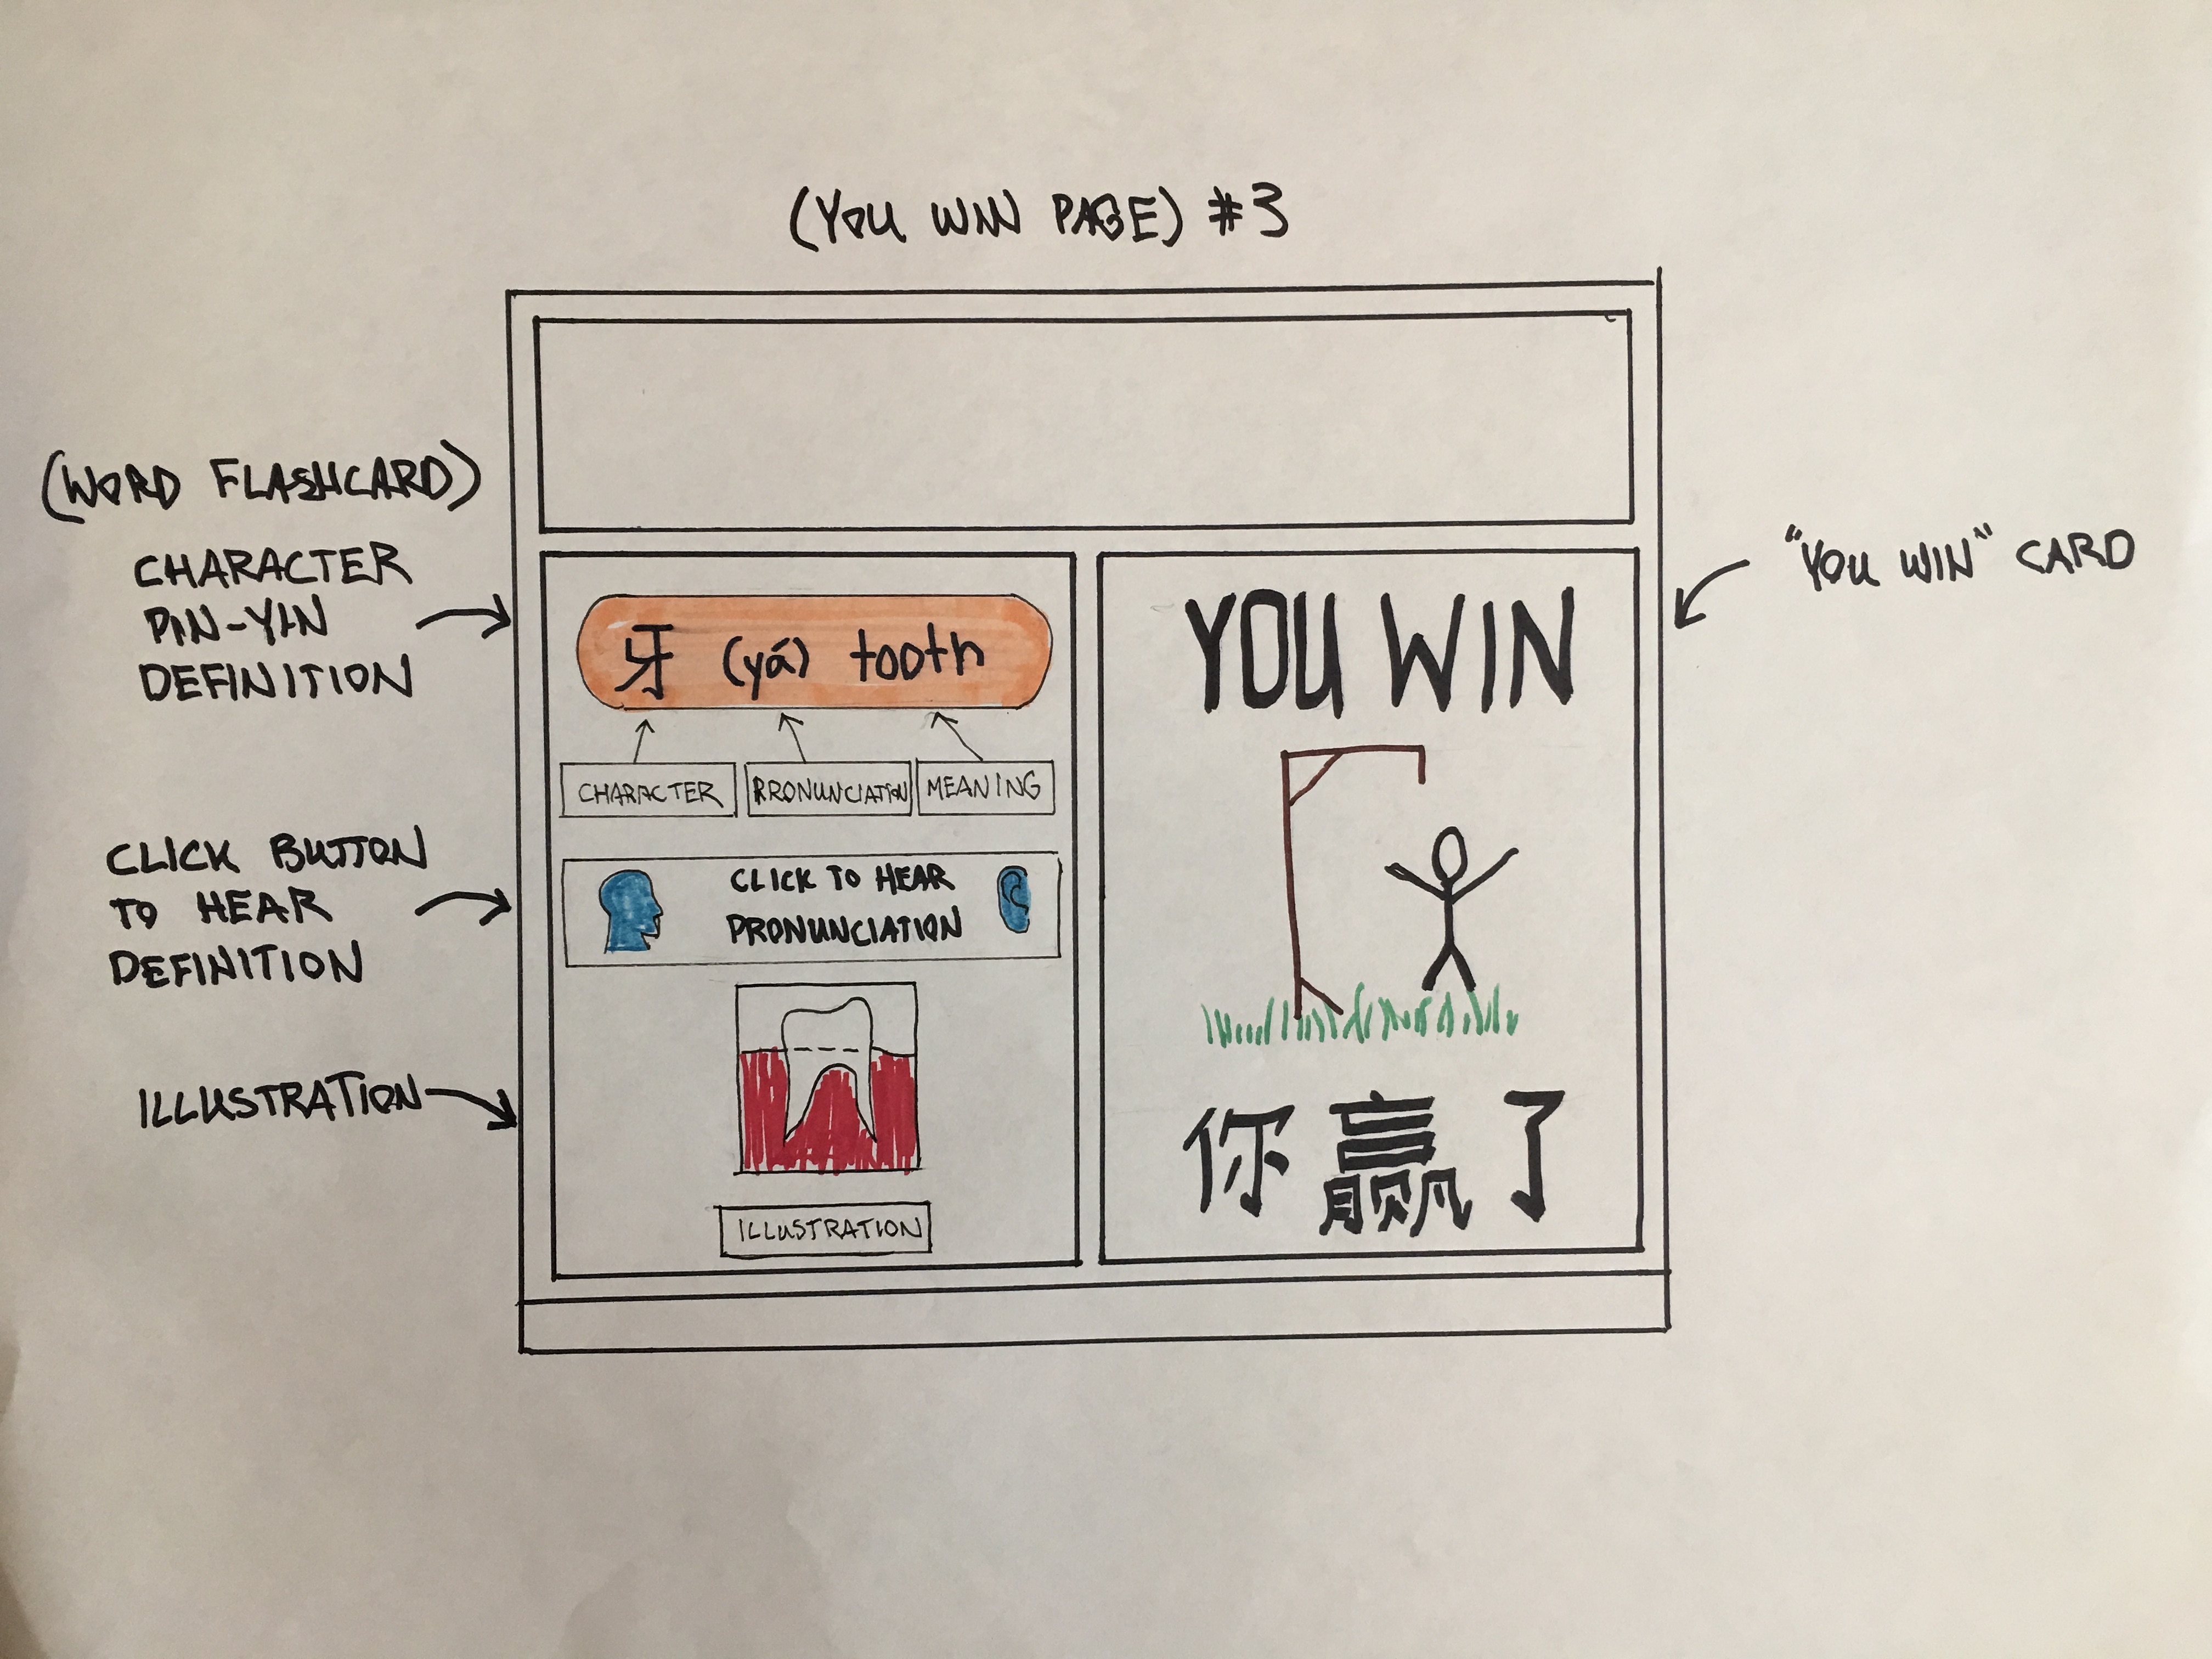 (YOU WIN PAGE) #3
(WORD FLASHCARD)
CHARACTER
PIN-YIN
DEFINITION
CLICK BUTTON
TO HEAR
DEFINITION
ILLUSTRATION
牙 (yá) tooth
CHARACTER RRONUNCIATION MEANING
CLICK TO HEAR
PRONUNCIATION
ILLUSTRATION
YOU WIN
你赢了
"YOU WIN" CARD